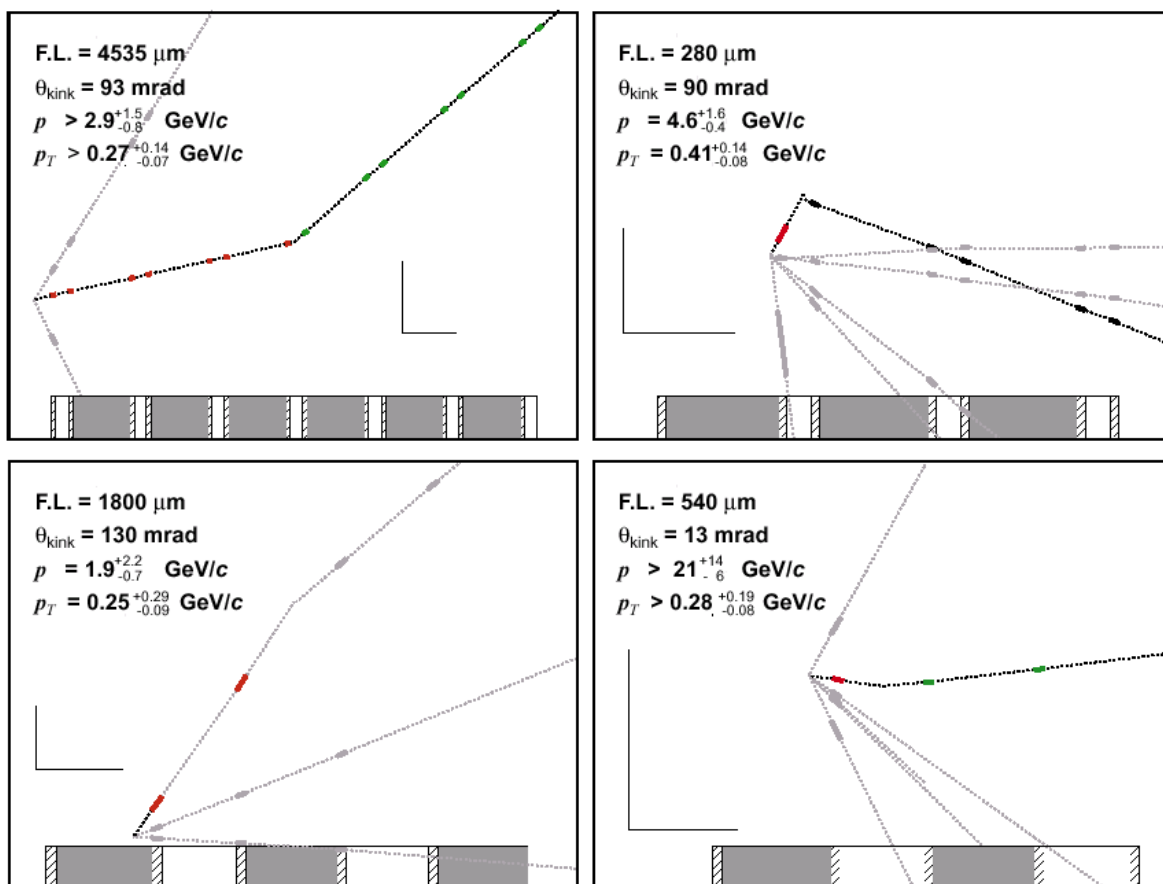 F.L. = 4535 μm
θkink = 93 mrad
p > 2.9 +1.5 -0.8 GeV/c
pT > 0.27 +0.14 -0.07 GeV/c
F.L. = 280 μm
θkink = 90 mrad
p = 4.6 +1.6 -0.4 GeV/c
pT = 0.41 +0.14 -0.08 GeV/c
F.L. = 1800 μm
θkink = 130 mrad
p = 1.9 +2.2 -0.7 GeV/c
pT = 0.25 +0.29 -0.09 GeV/c
F.L. = 540 μm
θkink = 13 mrad
p > 21 +14 - 6 GeV/c
pT > 0.28 +0.19 -0.08 GeV/c